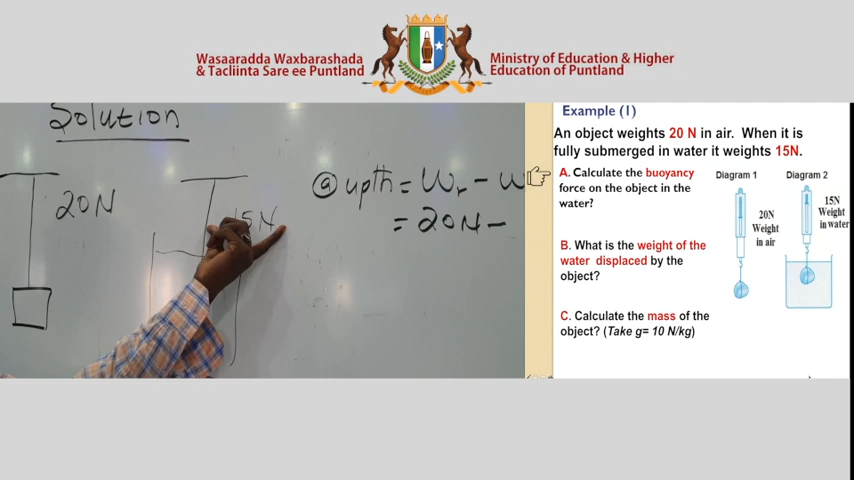 Wasaaradda Waxbarashada
& Tacliinta Sare ee Puntland
Ministry of Education & Higher
Education of Puntland
Solution
20N
15N
ⓐ upth = Wr - W
= 20N -
Example (1)
An object weights 20 N in air. When it is
fully submerged in water it weights 15N.
A. Calculate the buoyancy
force on the object in the
water?
B. What is the weight of the
water displaced by the
object?
C. Calculate the mass of the
object? (Take g= 10 N/kg)
Diagram 1
20N
Weight
in air
Diagram 2
15N
Weight
in water